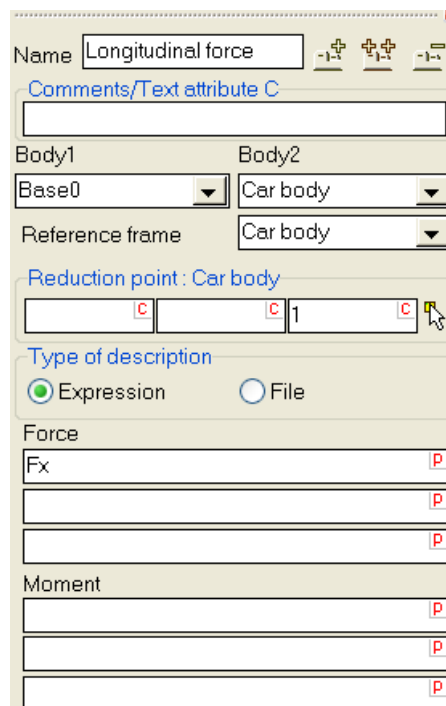 Name Longitudinal force
Comments/Text attribute C
Body1 Body2
Base0 Car body
Reference frame Car body
Reduction point : Car body
C C 1 C
Type of description
Expression File
Force
Fx P
P
P
Moment
P
P
P